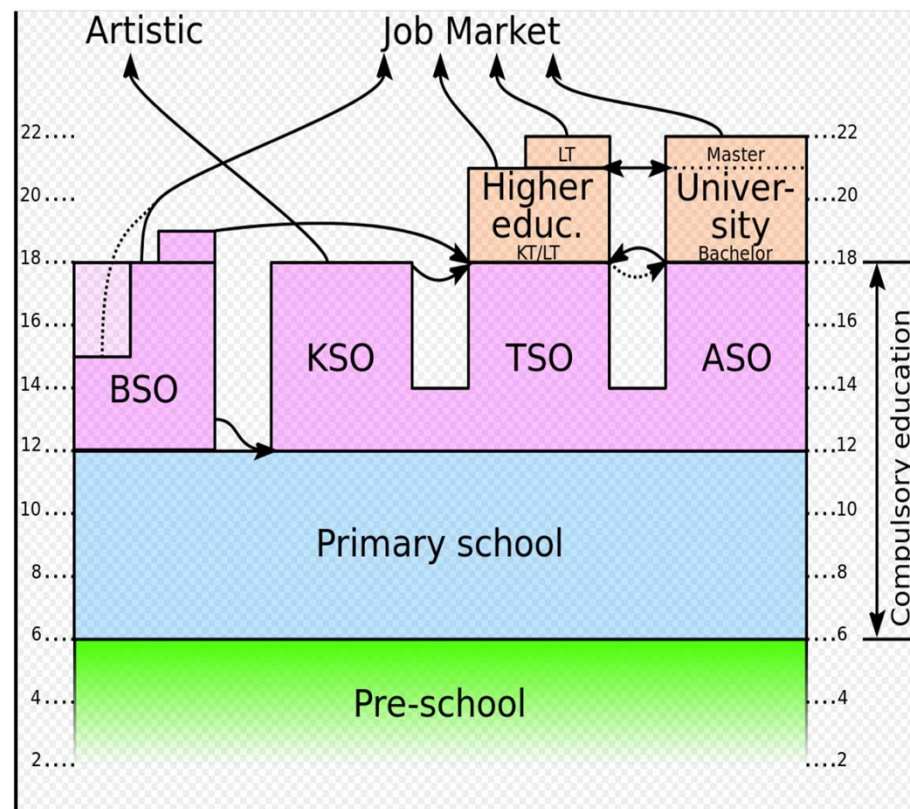 Artistic
Job Market
22.... ....22
LT
Master
20.... ....20
Higher
educ.
KT/LT
Univer-
sity
Bachelor
18.... ....18
16.... ....16
BSO
KSO
TSO
ASO
14.... ....14
12.... ....12
10.... ....10
Primary school
8.... ....8
6.... ....6
Pre-school
4.... ....4
2.... ....2
Compulsory education